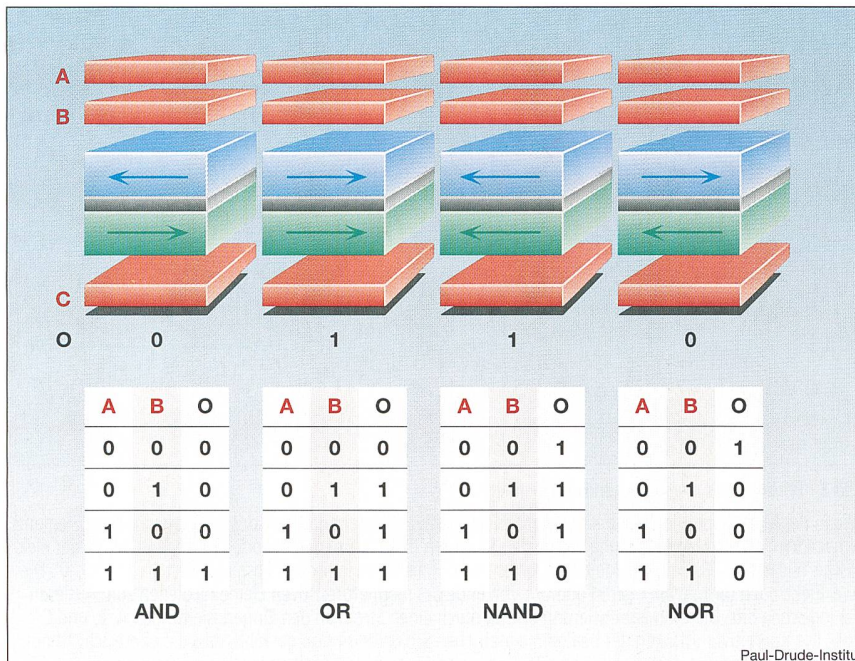 A
B
C
O 0 1 1 0
A B O A B O A B O A B O
0 0 0 0 0 0 0 0 1 0 0 1
0 1 0 0 1 1 0 1 1 0 1 0
1 0 0 1 0 1 1 0 1 1 0 0
1 1 1 1 1 1 1 1 0 1 1 0
AND OR NAND NOR
Paul-Drude-Institu